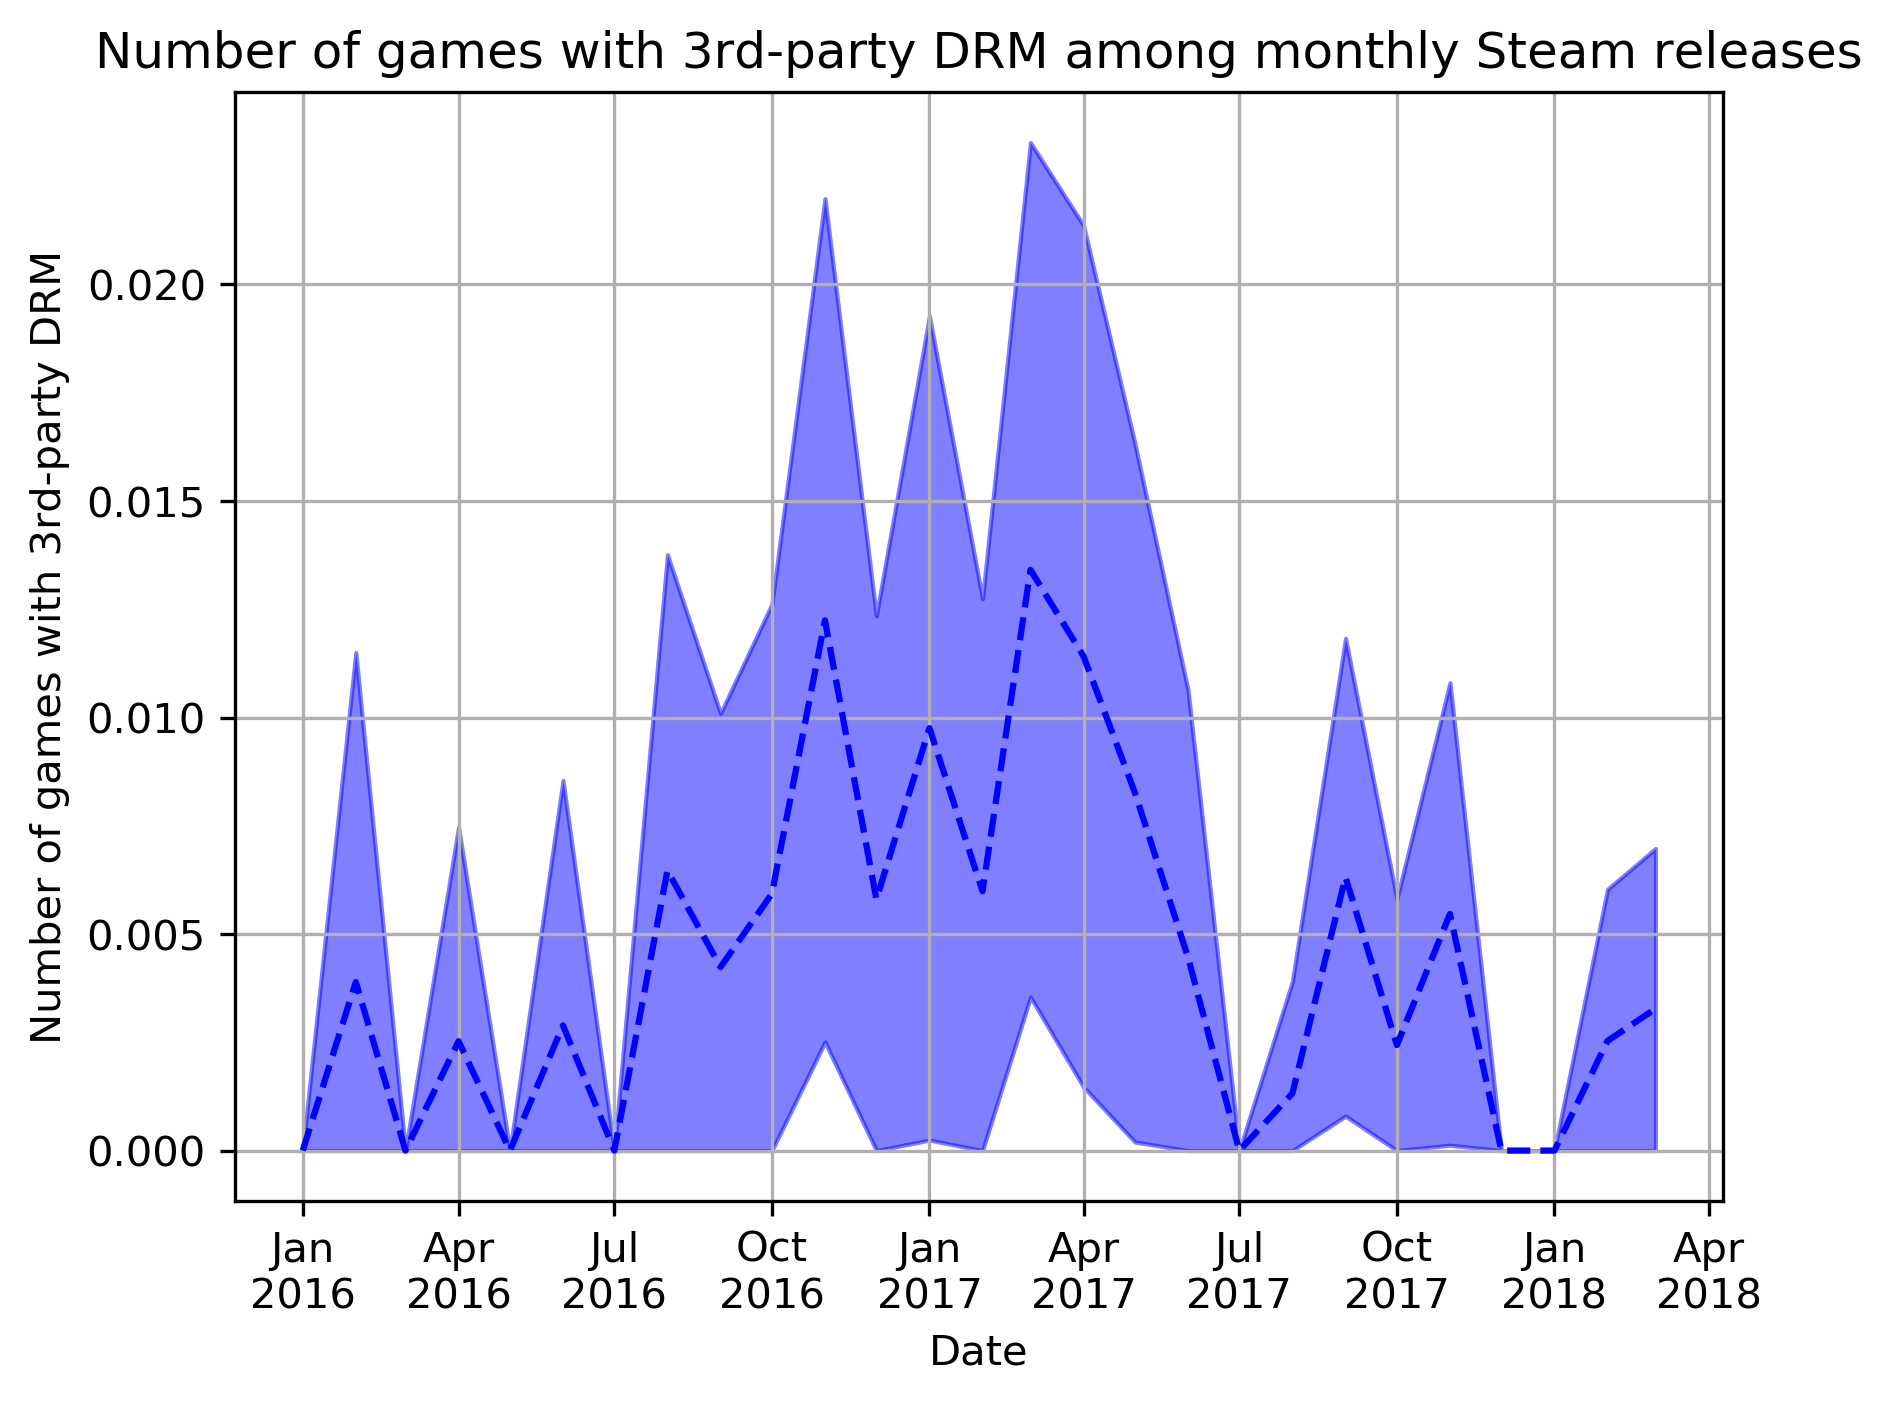 Number of games with 3rd-party DRM among monthly Steam releases
Number of games with 3rd-party DRM
0.020
0.015
0.010
0.005
0.000
Jan Apr Jul Oct Jan Apr Jul Oct Jan Apr
2016 2016 2016 2016 2017 2017 2017 2017 2018 2018
Date